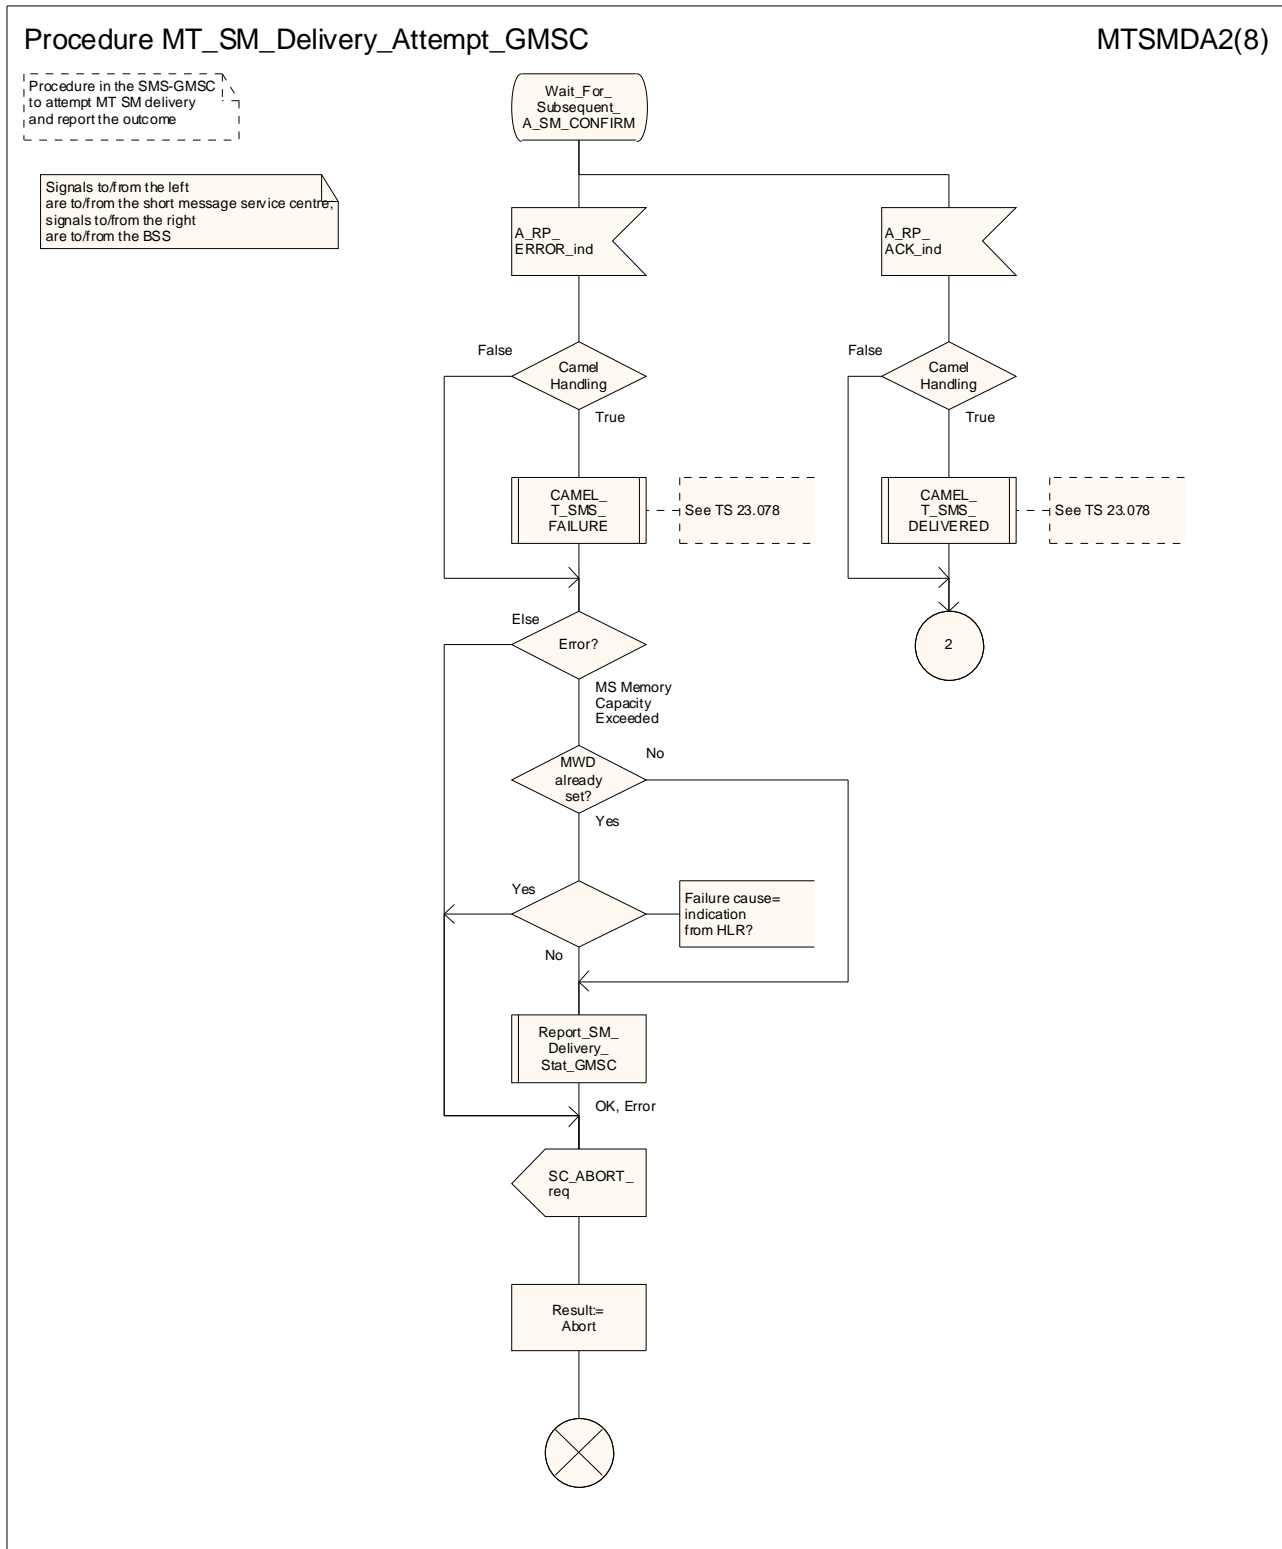 Procedure MT_SM_Delivery_Attempt_GMSC
MTSMDA2(8)
Procedure in the SMS-GMSC
to attempt MT SM delivery
and report the outcome
Signals to/from the left
are to/from the short message service centre;
signals to/from the right
are to/from the BSS
Wait_For_
Subsequent_
A_SM_CONFIRM
A_RP_
ERROR_ind
A_RP_
ACK_ind
False
Camel
Handling
True
False
Camel
Handling
True
CAMEL_
T_SMS_
FAILURE
See TS 23.078
CAMEL_
T_SMS_
DELIVERED
See TS 23.078
Else
Error?
2
MS Memory
Capacity
Exceeded
No
MWD
already
set?
Yes
Yes
Failure cause=
indication
from HLR?
No
Report_SM_
Delivery_
Stat_GMSC
OK, Error
SC_ABORT_
req
Result:=
Abort